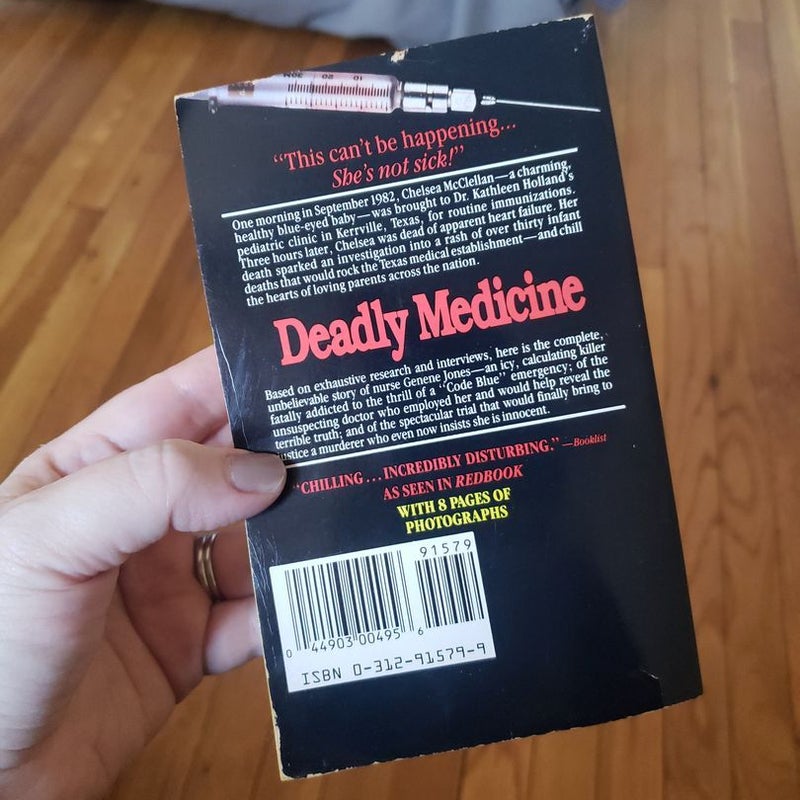 “This can’t be happening…
She’s not sick!”
One morning in September 1982, Chelsea McClellan—a charming,
healthy blue-eyed baby—was brought to Dr. Kathleen Holland’s
pediatric clinic in Kerrville, Texas, for routine immunizations.
Three hours later, Chelsea was dead of apparent heart failure. Her
death sparked an investigation into a rash of over thirty infant
deaths that would rock the Texas medical establishment—and chill
the hearts of loving parents across the nation.
Deadly Medicine
Based on exhaustive research and interviews, here is the complete,
unbelievable story of nurse Genene Jones—an icy, calculating killer
fatally addicted to the thrill of a “Code Blue” emergency; of the
unsuspecting doctor who employed her and would help reveal the
terrible truth; and of the spectacular trial that would finally bring to
justice a murderer who even now insists she is innocent.
“CHILLING…INCREDIBLY DISTURBING.” —Booklist
AS SEEN IN REDBOOK
WITH 8 PAGES OF
PHOTOGRAPHS
91579
0 44903 00495 6
ISBN 0-312-91579-9